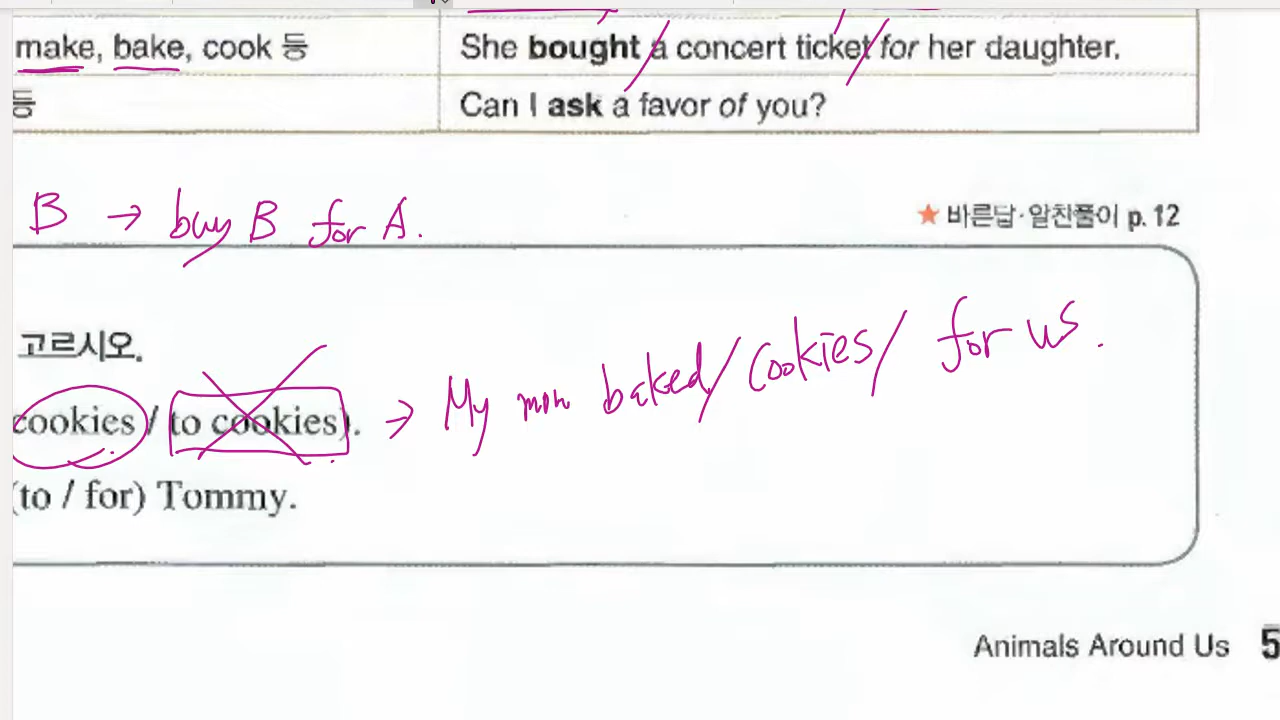 make, bake, cook 등
She bought a concert ticket for her daughter.
등
Can I ask a favor of you?
B → buy B for A.
★ 바른답·알찬풀이 p. 12
고르시오.
cookies / to cookies). → My mom baked / cookies / for us.
(to / for) Tommy.
Animals Around Us 5